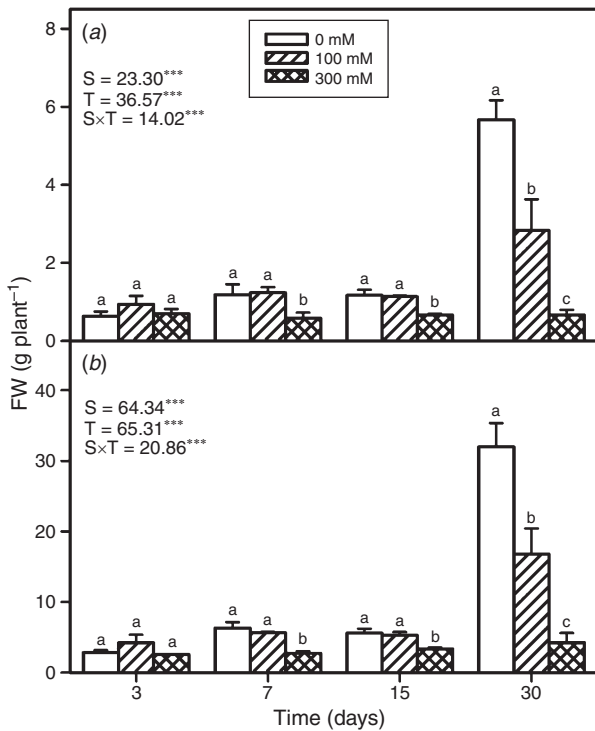 (a)
0 mM
100 mM
300 mM
S = 23.30***
T = 36.57***
S×T = 14.02***
8
6
4
2
0
a
a
a
a
a
b
a
a
b
a
b
c
FW (g plant⁻¹)
(b)
S = 64.34***
T = 65.31***
S×T = 20.86***
40
30
20
10
0
a
a
a
a
a
b
a
a
b
a
b
c
3
7
15
30
Time (days)